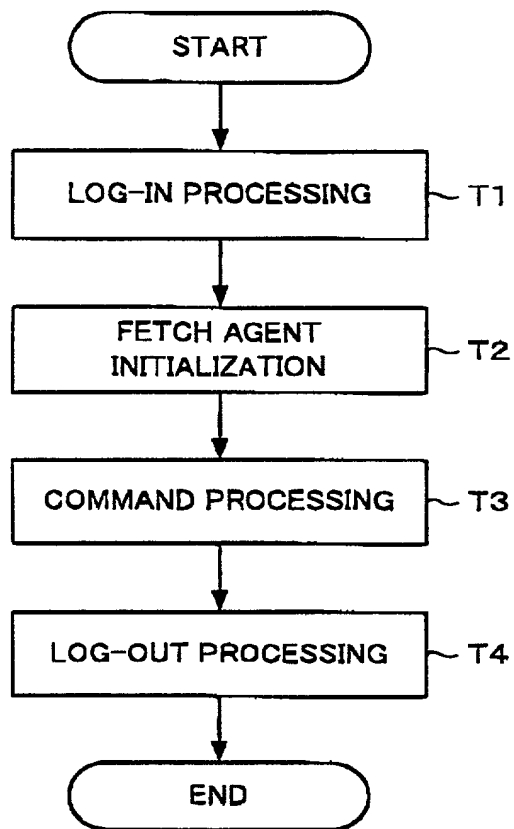 START
LOG-IN PROCESSING
T1
FETCH AGENT
INITIALIZATION
T2
COMMAND PROCESSING
T3
LOG-OUT PROCESSING
T4
END